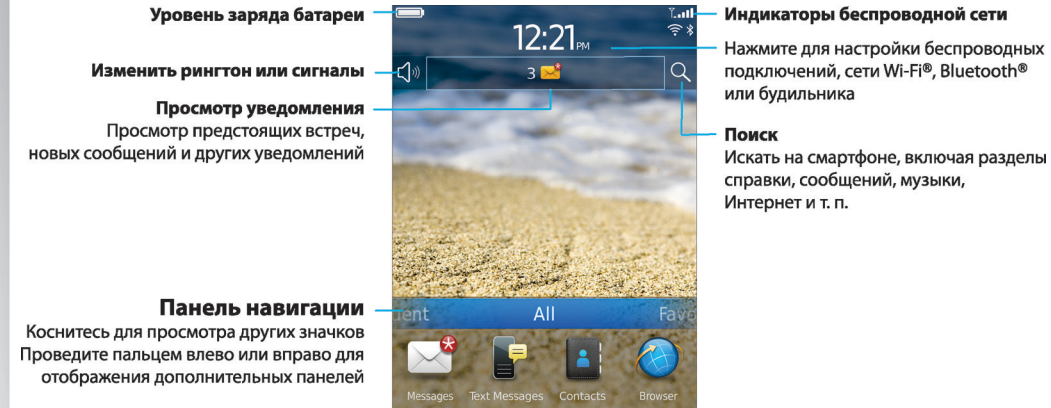 Уровень заряда батареи
Изменить рингтон или сигналы
Просмотр уведомления
Просмотр предстоящих встреч,
новых сообщений и других уведомлений
Панель навигации
Коснитесь для просмотра других значков
Проведите пальцем влево или вправо для
отображения дополнительных панелей
12:21 PM
3
ent
All
Favo
Messages
Text Messages
Contacts
Browser
Индикаторы беспроводной сети
Нажмите для настройки беспроводных
подключений, сети Wi-Fi®, Bluetooth®
или будильника
Поиск
Искать на смартфоне, включая разделы
справки, сообщений, музыки,
Интернет и т. п.